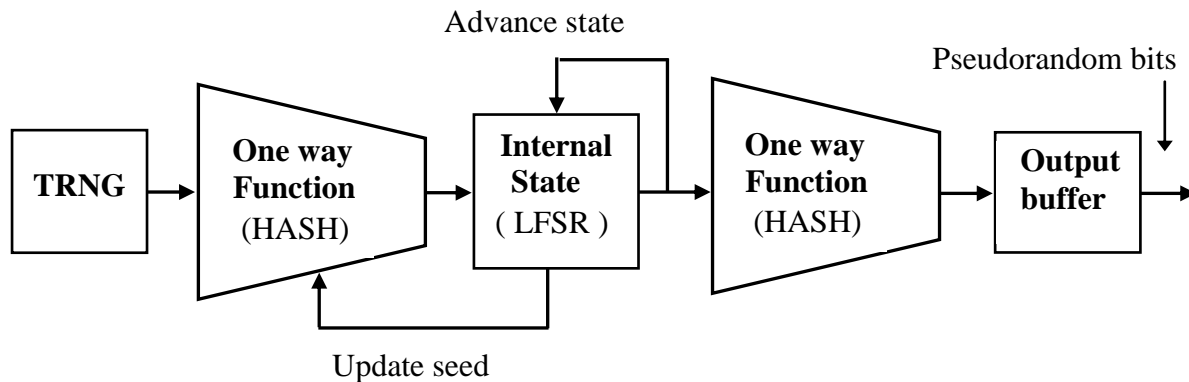 Advance state
Pseudorandom bits
TRNG
One way
Function
(HASH)
Internal
State
( LFSR )
One way
Function
(HASH)
Output
buffer
Update seed